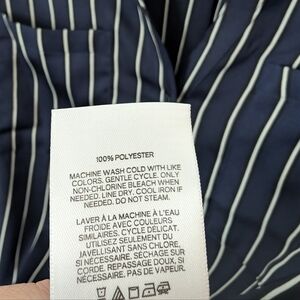 100% POLYESTER
MACHINE WASH COLD WITH LIKE
COLORS. GENTLE CYCLE. ONLY
NON-CHLORINE BLEACH WHEN
NEEDED. LINE DRY. COOL IRON IF
NEEDED. DO NOT STEAM.
LAVER À LA MACHINE À L'EAU
FROIDE AVEC COULEURS
SIMILAIRES. CYCLE DÉLICAT.
UTILISEZ SEULEMENT DU
JAVELLISANT SANS CHLORE,
SI NÉCESSAIRE. SÉCHAGE SUR
REPASSAGE DOUX, SI
NÉCESSAIRE. PAS DE VAPEUR.